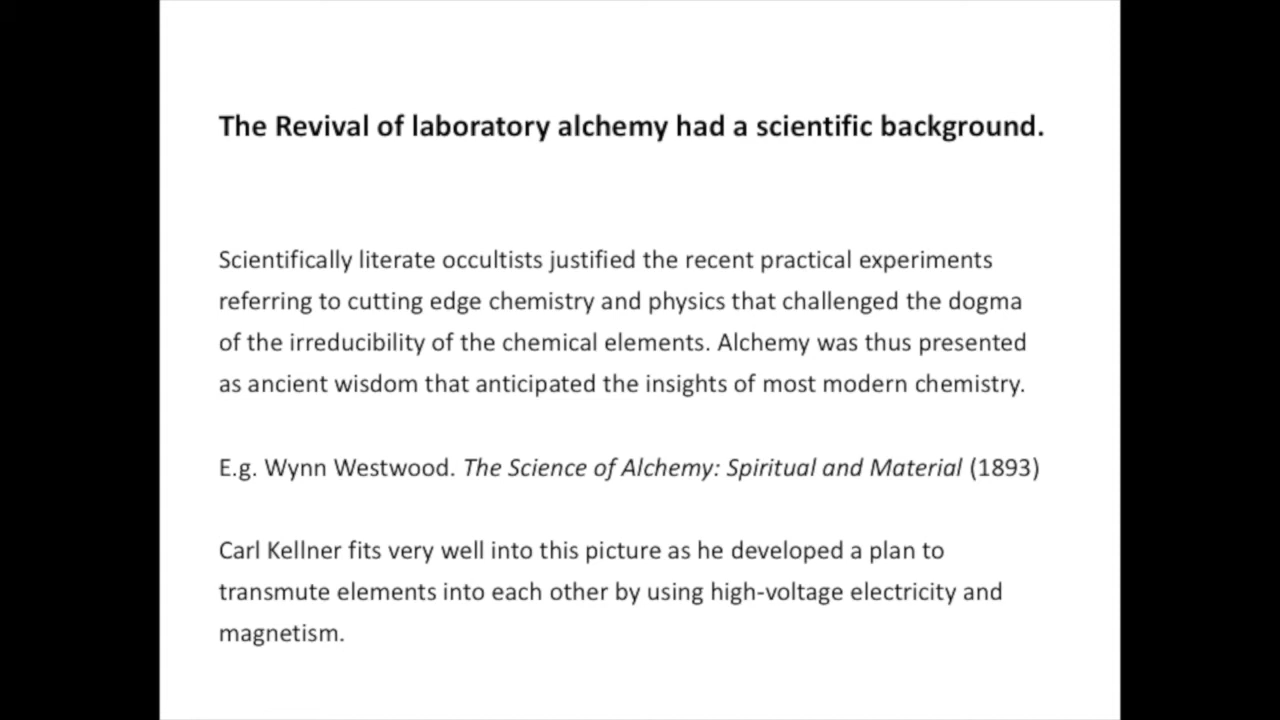 The Revival of laboratory alchemy had a scientific background.
Scientifically literate occultists justified the recent practical experiments
referring to cutting edge chemistry and physics that challenged the dogma
of the irreducibility of the chemical elements. Alchemy was thus presented
as ancient wisdom that anticipated the insights of most modern chemistry.
E.g. Wynn Westwood. The Science of Alchemy: Spiritual and Material (1893)
Carl Kellner fits very well into this picture as he developed a plan to
transmute elements into each other by using high-voltage electricity and
magnetism.